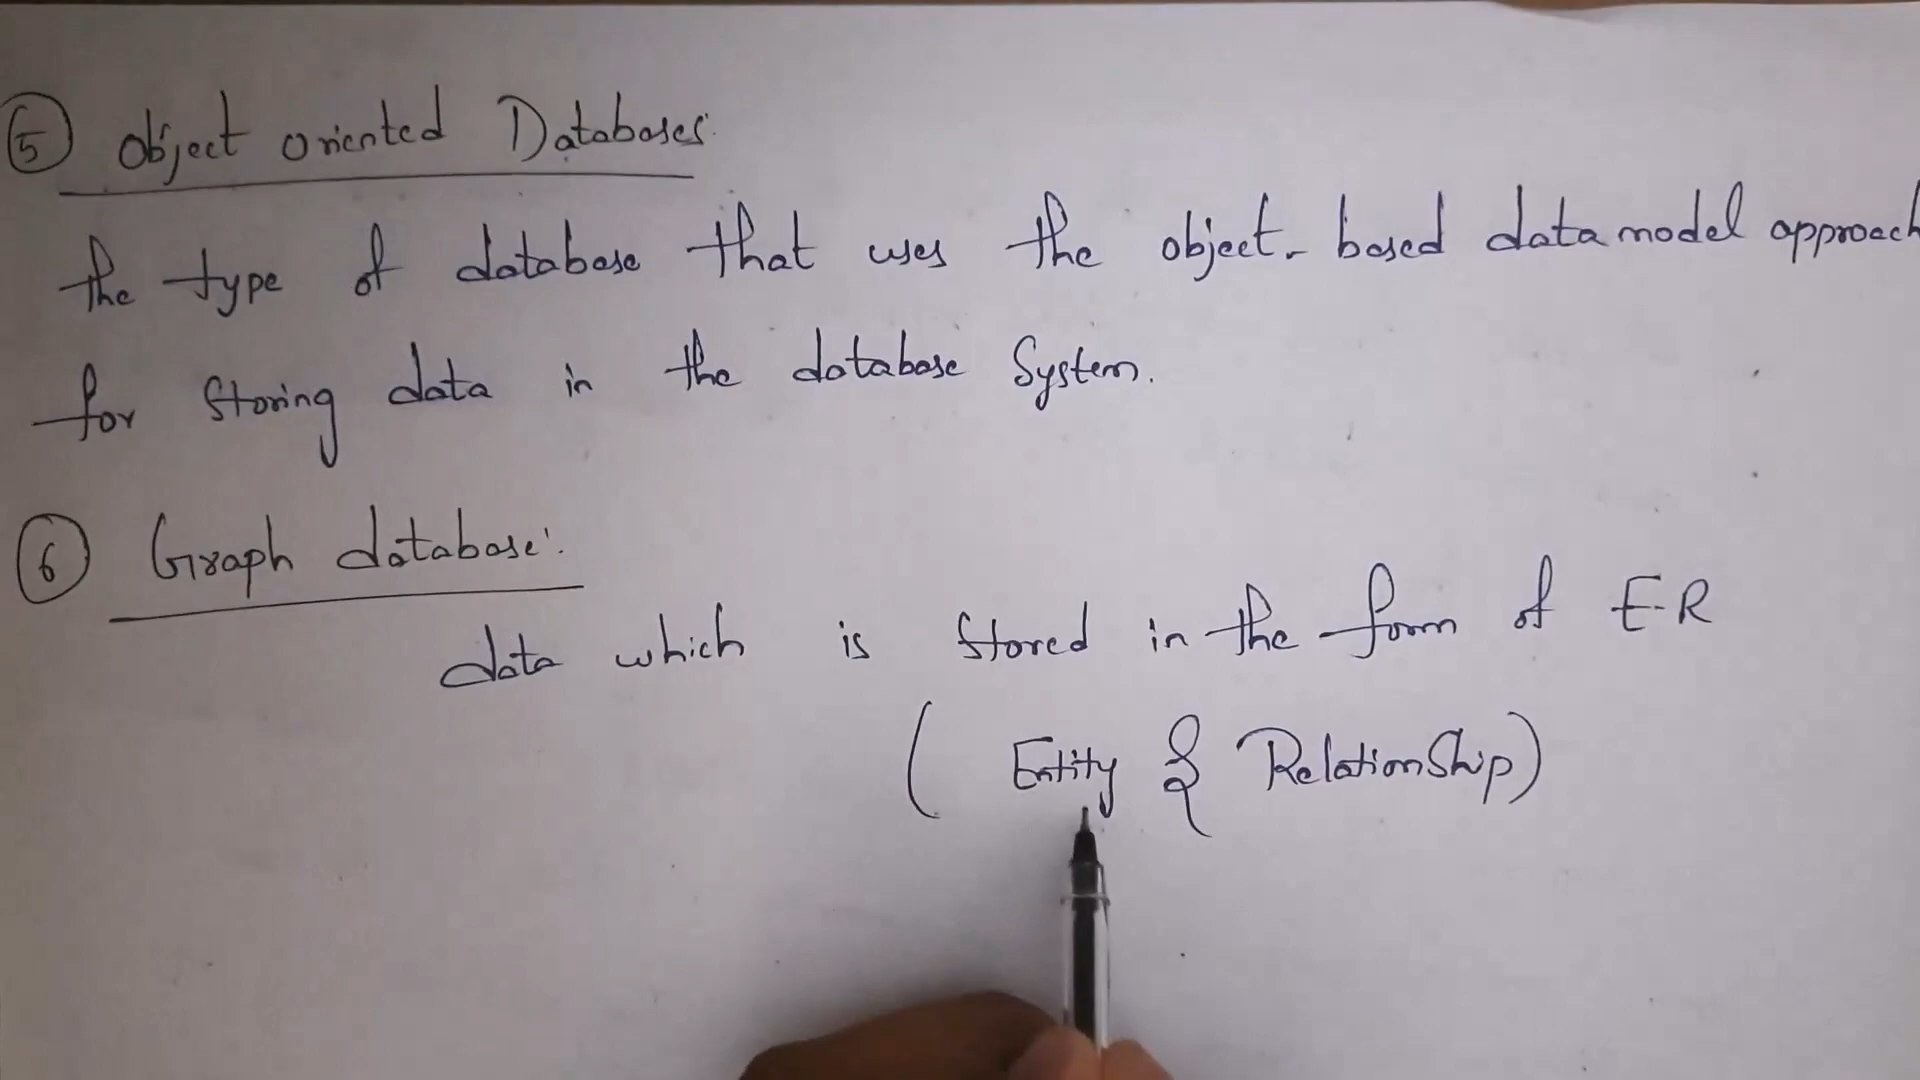 5 Object oriented Databases:
the type of database that uses the object-based data model approach
for storing data in the database System.
6 Graph database:
data which is stored in the form of E-R
(Entity & RelationShip)